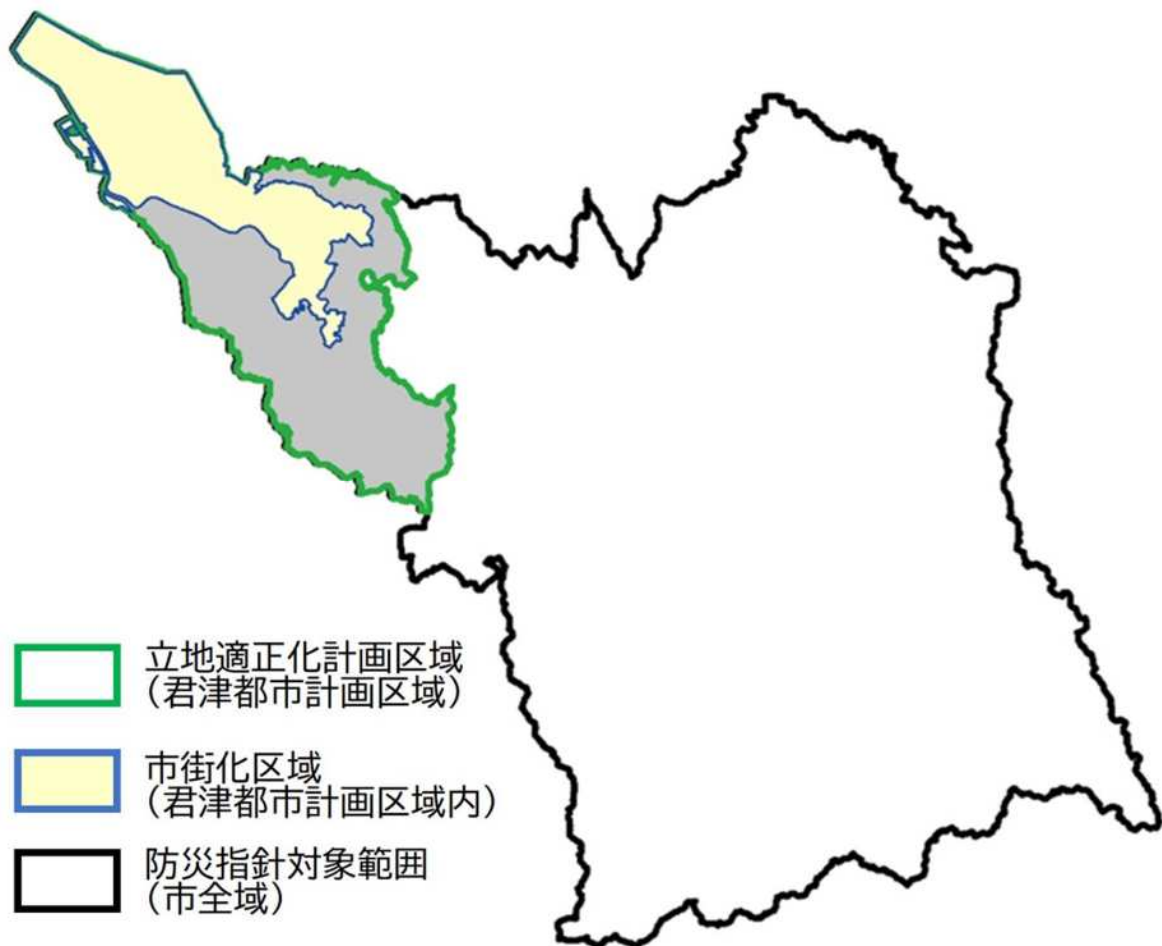 立地適正化計画区域
（君津都市計画区域）
市街化区域
（君津都市計画区域内）
防災指針対象範囲
（市全域）